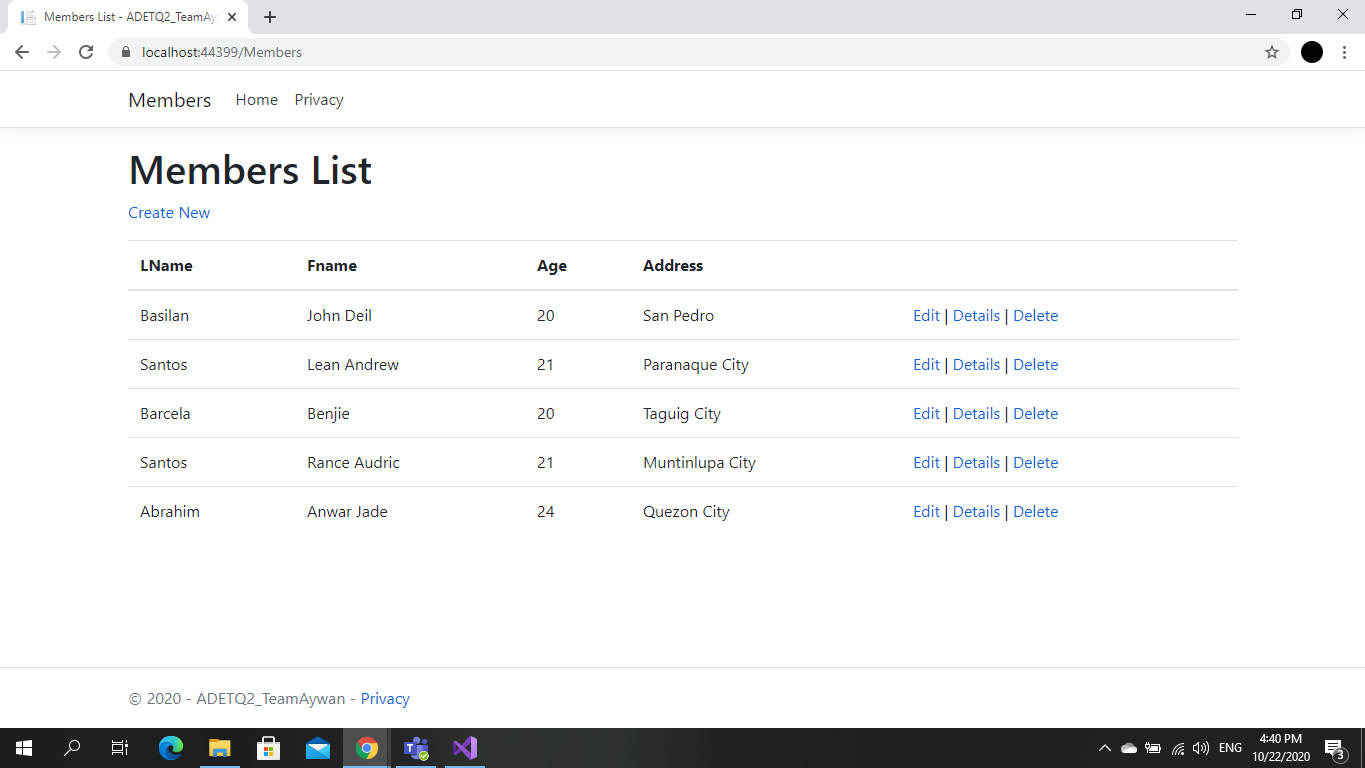 Members List - ADETQ2_TeamAy
localhost:44399/Members
Members Home Privacy
Members List
Create New
LName Fname Age Address
Basilan John Deil 20 San Pedro Edit | Details | Delete
Santos Lean Andrew 21 Paranaque City Edit | Details | Delete
Barcela Benjie 20 Taguig City Edit | Details | Delete
Santos Rance Audric 21 Muntinlupa City Edit | Details | Delete
Abrahim Anwar Jade 24 Quezon City Edit | Details | Delete
© 2020 - ADETQ2_TeamAywan - Privacy
ENG
4:40 PM
10/22/2020
3